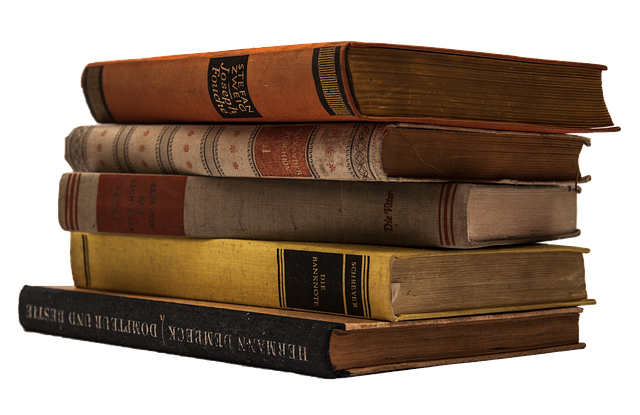 STEFAN
ZWEIG
Joseph
Fouché
Die Väter
SCHREYER
DIE
BANKNOTE
HERMANN DEMBECK / DOMPTEUR UND BESTIE